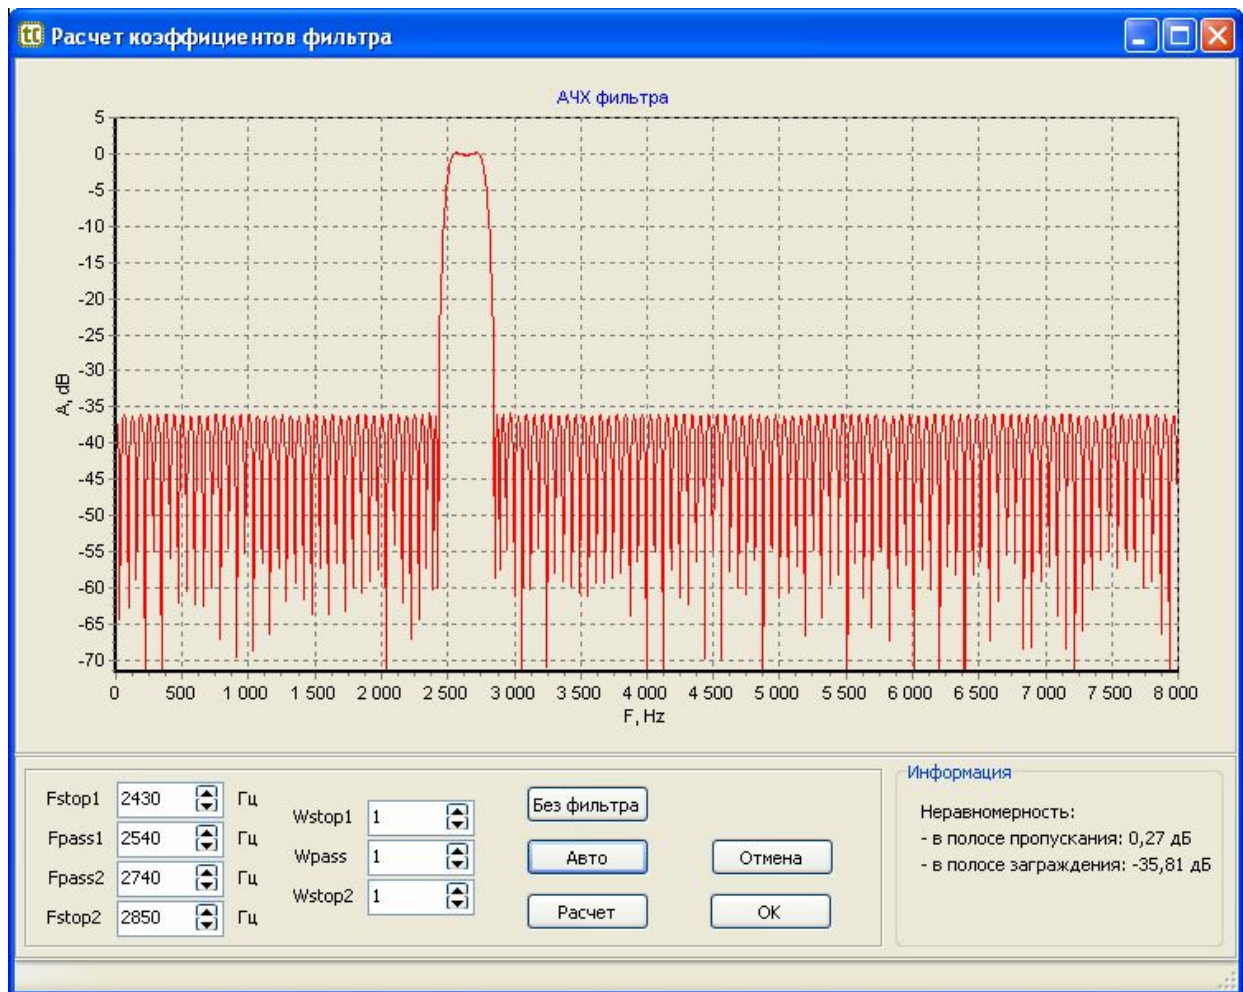 Расчет коэффициентов фильтра
АЧХ фильтра
5
0
-5
-10
-15
-20
-25
-30
-35
-40
-45
-50
-55
-60
-65
-70
A, dB
0 500 1 000 1 500 2 000 2 500 3 000 3 500 4 000 4 500 5 000 5 500 6 000 6 500 7 000 7 500 8 000
F, Hz
Fstop1 2430 Гц
Fpass1 2540 Гц
Fpass2 2740 Гц
Fstop2 2850 Гц
Wstop1 1
Wpass 1
Wstop2 1
Без фильтра
Авто
Расчет
Отмена
ОК
Информация
Неравномерность:
- в полосе пропускания: 0,27 дБ
- в полосе заграждения: -35,81 дБ